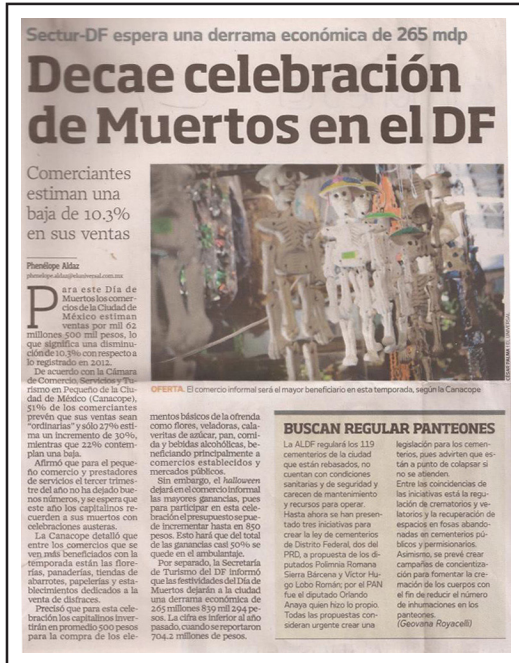 Sectur-DF espera una derrama económica de 265 mdp
Decae celebración
de Muertos en el DF
Comerciantes
estiman una
baja de 10.3%
en sus ventas
Phenélope Aldaz
phenelope.aldaz@eluniversal.com.mx
Para este Día de
Muertos los comer-
cios de la Ciudad de
México estiman
ventas por mil 62
millones 500 mil pesos, lo
que significa una disminu-
ción de 10.3% con respecto a
lo registrado en 2012.
De acuerdo con la Cámara
de Comercio, Servicios y Tu-
rismo en Pequeño de la Ciu-
dad de México (Canacope),
51% de los comerciantes
prevén que sus ventas sean
“ordinarias” y sólo 27% esti-
ma un incremento de 30%,
mientras que 22% contem-
plan una baja.
Afirmó que para el peque-
ño comercio y prestadores
de servicios el tercer trimes-
tre del año no ha dejado bue-
nos números, y se espera que
este año los capitalinos re-
cuerden a sus muertos con
celebraciones austeras.
La Canacope detalló que
entre los comercios que se
ven más beneficiados con la
temporada están las flore-
rías, panaderías, tiendas de
abarrotes, papelerías y esta-
blecimientos dedicados a la
venta de disfraces.
Precisó que para esta cele-
bración los capitalinos inver-
tirán en promedio 500 pesos
para la compra de los ele-
CÉSAR PALMA / EL UNIVERSAL
OFERTA. El comercio informal será el mayor beneficiario en esta temporada, según la Canacope
mentos básicos de la ofrenda
como flores, veladoras, cala-
veritas de azúcar, pan, comi-
da y bebidas alcohólicas, be-
neficiando principalmente a
comercios establecidos y
mercados públicos.
Sin embargo, el halloween
dejará en el comercio informal
las mayores ganancias, pues
para participar en esta cele-
bración el presupuesto se pue-
de incrementar hasta en 850
pesos. Esto hará que del total
de las ganancias casi 50% se
quede en el ambulantaje.
Por separado, la Secretaría
de Turismo del DF informó
que las festividades del Día de
Muertos dejarán a la ciudad
una derrama económica de
265 millones 839 mil 294 pe-
sos. La cifra es inferior al año
pasado, cuando se reportaron
704.2 millones de pesos.
BUSCAN REGULAR PANTEONES
La ALDF regulará los 119
cementerios de la ciudad
que están rebasados, no
cuentan con condiciones
sanitarias y de seguridad y
carecen de mantenimiento
y recursos para operar.
Hasta ahora se han presen-
tado tres iniciativas para
crear la ley de cementerios
de Distrito Federal, dos del
PRD, a propuesta de los di-
putados Polimnia Romana
Sierra Bárcena y Víctor Hu-
go Lobo Román; por el PAN
fue el diputado Orlando
Anaya quien hizo lo propio.
Todas las propuestas con-
sideran urgente crear una
legislación para los cemen-
terios, pues advierten que es-
tán a punto de colapsar si
no se atienden.
Entre las coincidencias de
las iniciativas está la regu-
lación de crematorios y ve-
latorios y la recuperación de
espacios en fosas abando-
nadas en cementerios pú-
blicos y permisionarios.
Asimismo, se prevé crear
campañas de concientiza-
ción para fomentar la cre-
mación de los cuerpos con
el fin de reducir el número
de inhumaciones en los
panteones.
(Geovana Royacelli)